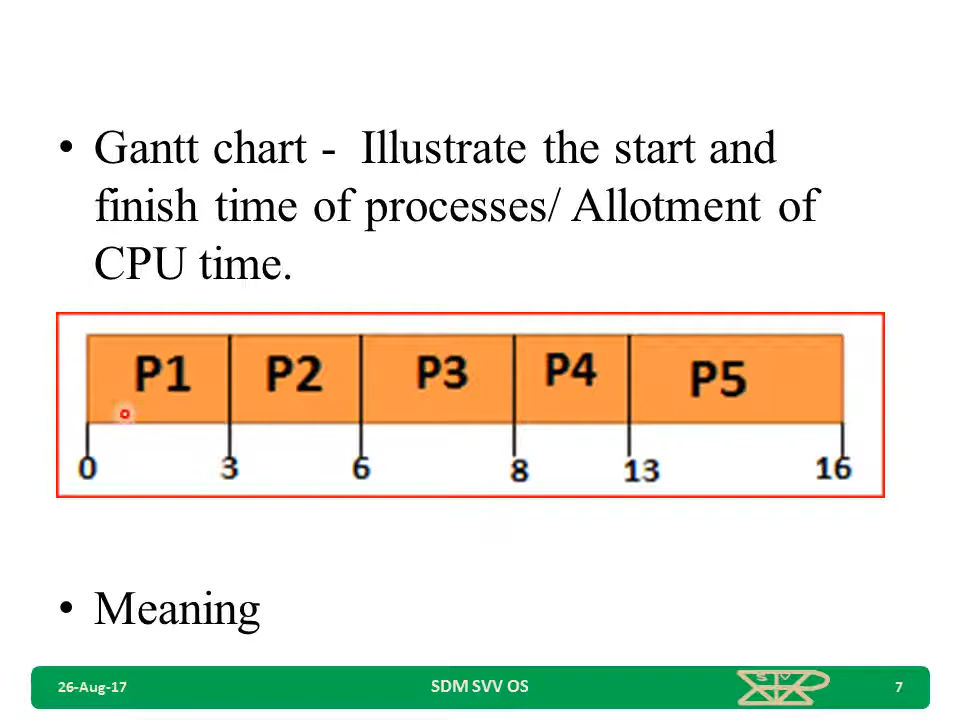 • Gantt chart - Illustrate the start and
finish time of processes/ Allotment of
CPU time.
P1 P2 P3 P4 P5
0 3 6 8 13 16
• Meaning
26-Aug-17 SDM SVV OS S V V 7